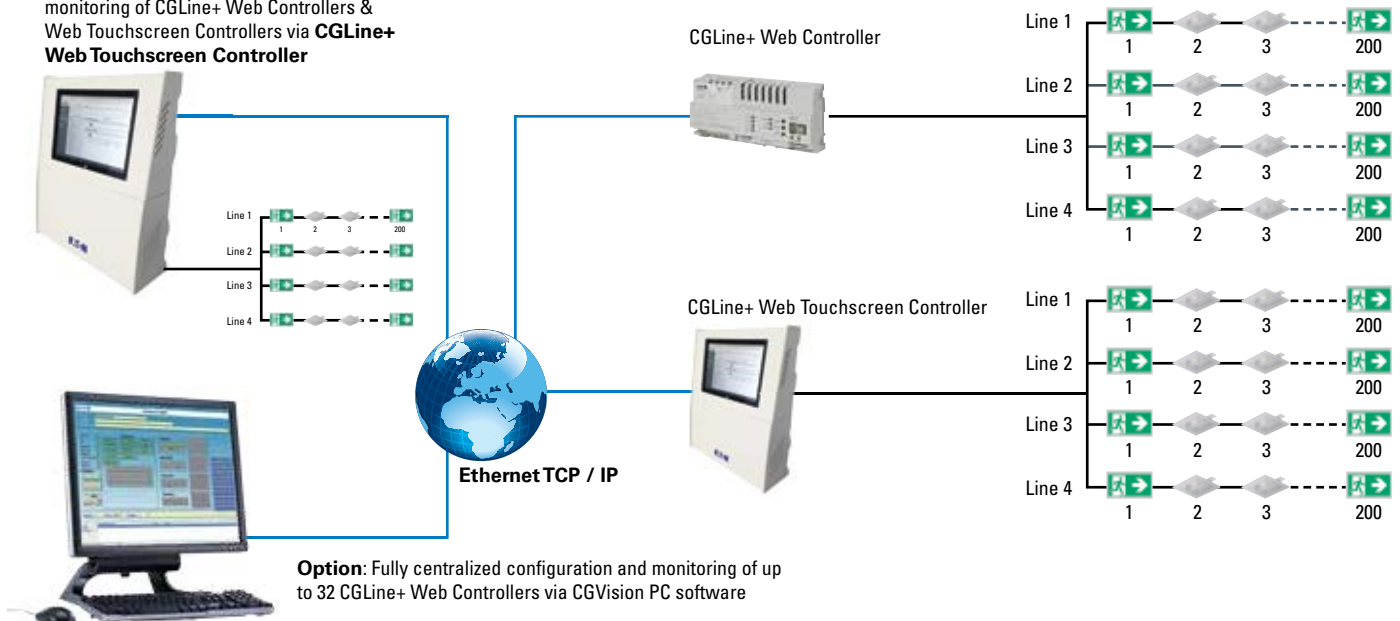 monitoring of CGLine+ Web Controllers &
Web Touchscreen Controllers via CGLine+
Web Touchscreen Controller
Line 1
1 2 3 200
Line 2
Line 3
Line 4
CGLine+ Web Controller
Line 1
1 2 3 200
Line 2
1 2 3 200
Line 3
1 2 3 200
Line 4
1 2 3 200
CGLine+ Web Touchscreen Controller
Line 1
1 2 3 200
Line 2
1 2 3 200
Line 3
1 2 3 200
Line 4
1 2 3 200
Ethernet TCP / IP
Option: Fully centralized configuration and monitoring of up
to 32 CGLine+ Web Controllers via CGVision PC software